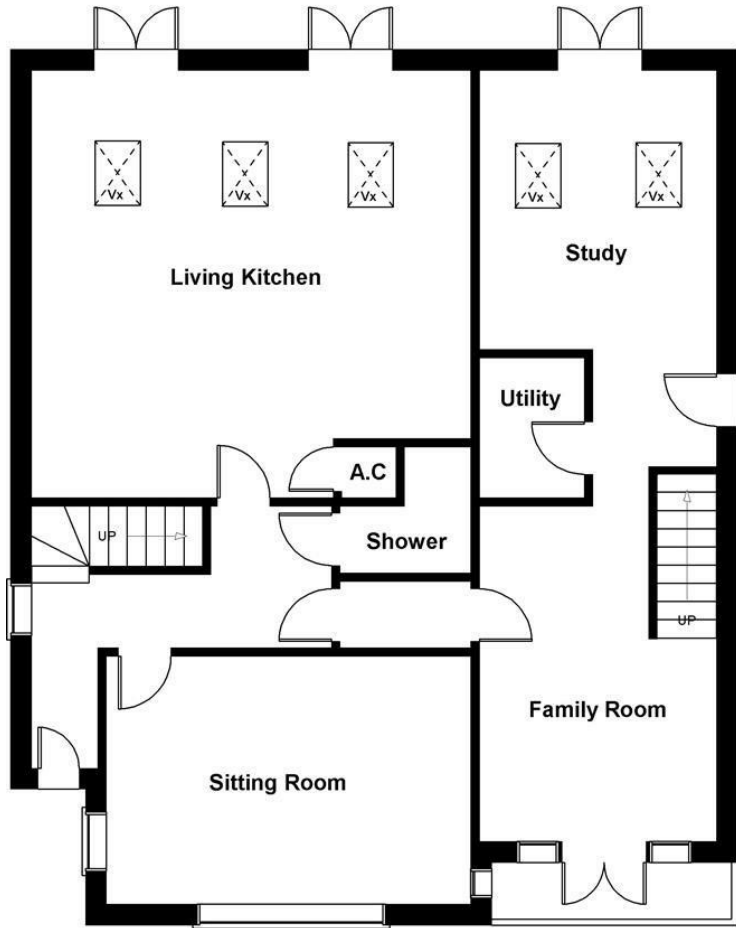 Vx
Vx
Vx
Vx
Vx
Study
Living Kitchen
Utility
A.C
UP
Shower
UP
Family Room
Sitting Room